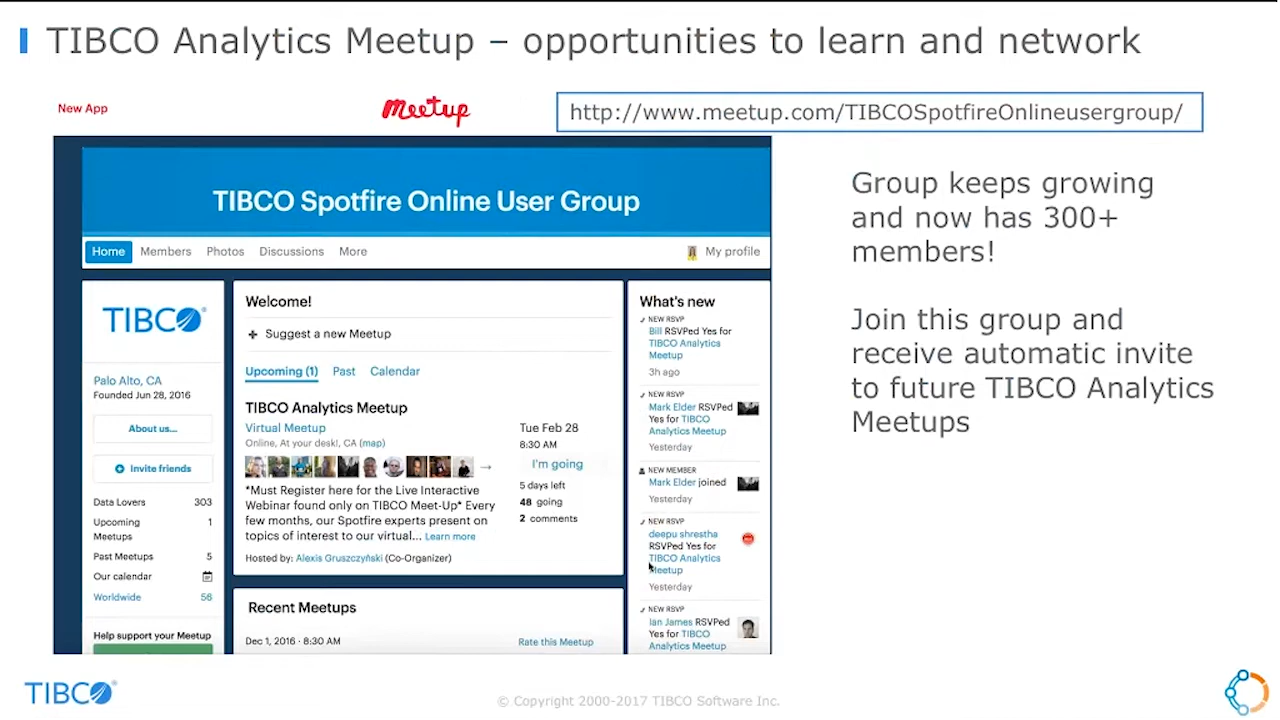 TIBCO Analytics Meetup – opportunities to learn and network
New App
meetup
http://www.meetup.com/TIBCOSpotfireOnlineusergroup/
TIBCO Spotfire Online User Group
Home Members Photos Discussions More My profile
TIBCO®
Palo Alto, CA
Founded Jun 28, 2016
About us...
Invite friends
Data Lovers 303
Upcoming Meetups 1
Past Meetups 5
Our calendar
Worldwide 56
Help support your Meetup
Welcome!
Suggest a new Meetup
Upcoming (1) Past Calendar
TIBCO Analytics Meetup
Virtual Meetup
Online, At your desk!, CA (map)
*Must Register here for the Live Interactive
Webinar found only on TIBCO Meet-Up* Every
few months, our Spotfire experts present on
topics of interest to our virtual... Learn more
Hosted by: Alexis Gruszczyński (Co-Organizer)
Tue Feb 28
8:30 AM
I'm going
5 days left
48 going
2 comments
Recent Meetups
Dec 1, 2016 · 8:30 AM Rate this Meetup
What's new
NEW RSVP
Bill RSVPed Yes for
TIBCO Analytics
Meetup
3h ago
NEW RSVP
Mark Elder RSVPed
Yes for TIBCO
Analytics Meetup
Yesterday
NEW MEMBER
Mark Elder joined
Yesterday
NEW RSVP
deepu shrestha
RSVPed Yes for
TIBCO Analytics
Meetup
Yesterday
NEW RSVP
Ian James RSVPed
Yes for TIBCO
Analytics Meetup
Group keeps growing
and now has 300+
members!
Join this group and
receive automatic invite
to future TIBCO Analytics
Meetups
TIBCO®
© Copyright 2000-2017 TIBCO Software Inc.